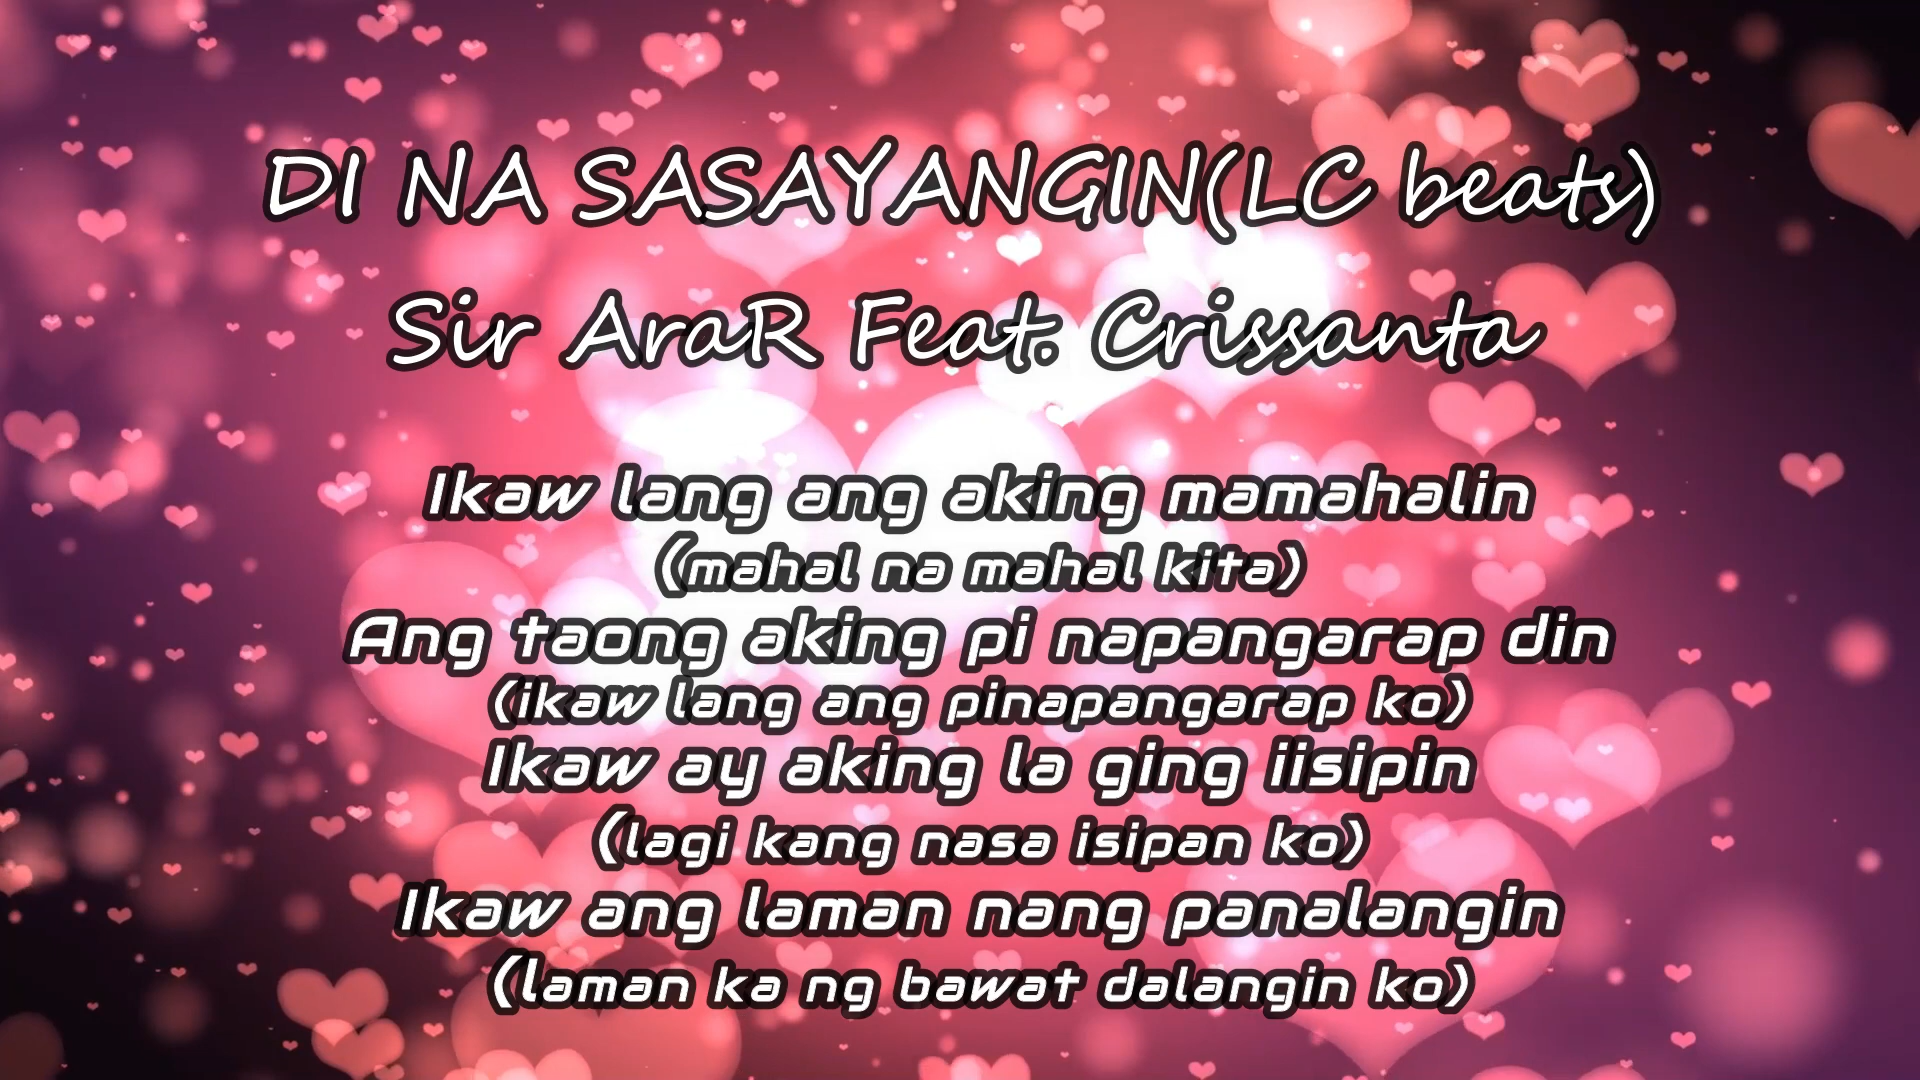 DI NA SASAYANGIN(LC beats)
Sir AraR Feat. Crissanta
Ikaw lang ang aking mamahalin
(mahal na mahal kita)
Ang taong aking pi napangarap din
(ikaw lang ang pinapangarap ko)
Ikaw ay aking la ging iisipin
(lagi kang nasa isipan ko)
Ikaw ang laman nang panalangin
(laman ka ng bawat dalangin ko)